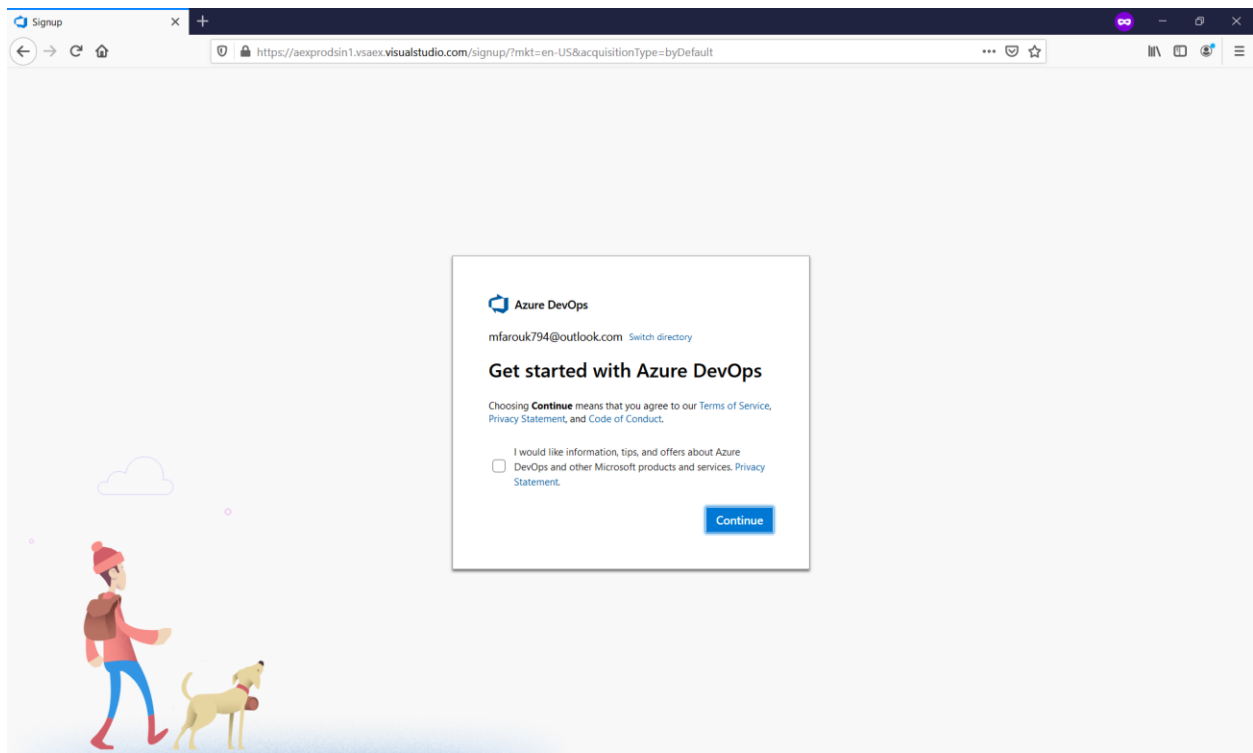 Signup
https://aexprodsin1.vsaex.visualstudio.com/signup/?mkt=en-US&acquisitionType=byDefault
Azure DevOps
mfarouk794@outlook.com Switch directory
Get started with Azure DevOps
Choosing Continue means that you agree to our Terms of Service,
Privacy Statement, and Code of Conduct.
I would like information, tips, and offers about Azure
DevOps and other Microsoft products and services. Privacy
Statement.
Continue